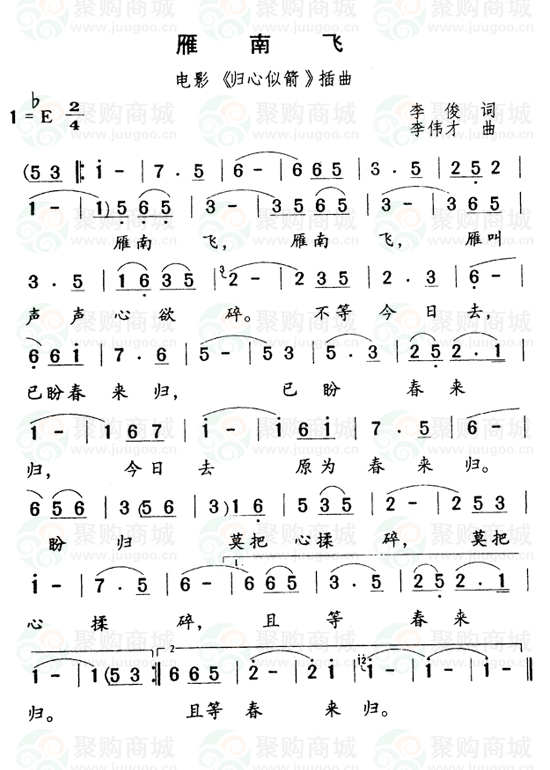 雁 南 飞
电影《归心似箭》插曲
1=♭E 2/4
李 俊 词
李伟才 曲
(5 3 ‖: i - | 7 . 5 | 6 - | 6 6 5 | 3 . 5 | 2 5 2 |
1 - | 1) 5 6 5 | 3 - | 3 5 6 5 | 3 - | 3 6 5 |
雁南 飞, 雁南 飞, 雁叫
3 . 5 | 1 6 3 5 | 2 - | 2 3 5 | 2 . 3 | 6 - |
声 声 心 欲 碎。 不等 今 日 去,
6 6 i | 7 . 6 | 5 - | 5 3 | 5 . 3 | 2 5 2 . 1 |
已盼春 来 归, 已 盼 春 来
1 - | 1 6 7 | i - | i 6 i | 7 . 5 | 6 - |
归, 今日 去 原为 春 来归。
6 5 6 | 3 (5 6 | 3) 1 6 | 5 3 5 | 2 - | 2 5 3 |
盼 归 莫把 心揉 碎, 莫把
i - | 7 . 5 | 6 - | 1. 6 6 5 | 3 . 5 | 2 5 2 . 1 |
心 揉 碎, 且 等 春 来
1 - | 1 (5 3 :‖ 2 6 6 5 | 2 - | 2 i | i - | i - ‖
归。 且等 春 来归。
聚购商城
www.juugoo.cn